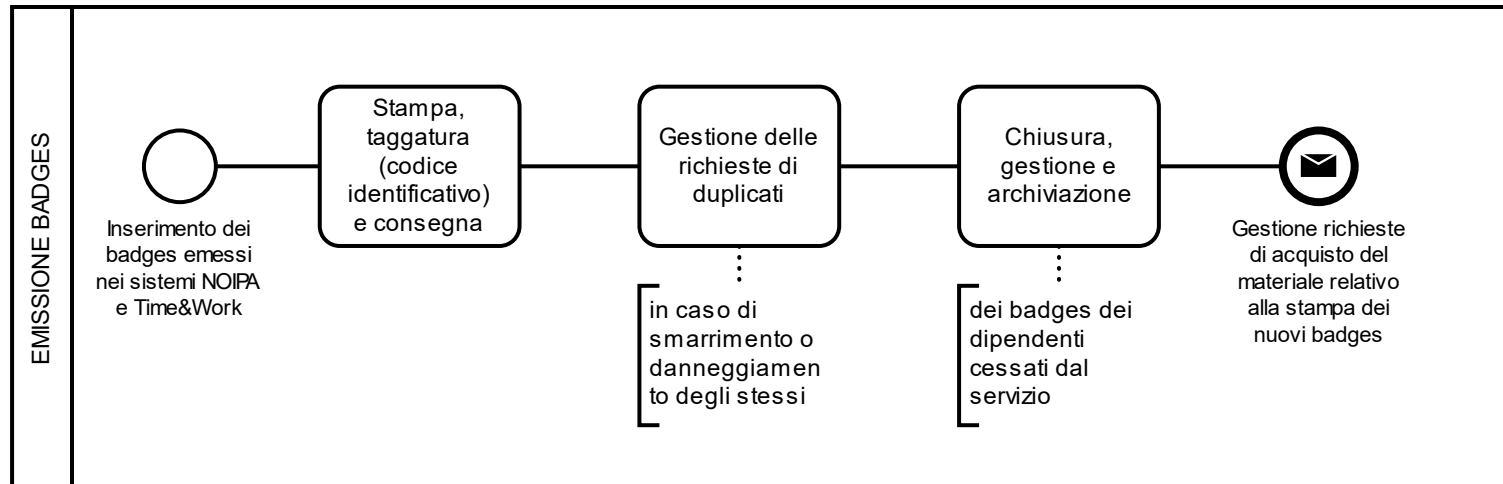 EMISSIONE BADGES
Inserimento dei
badges emessi
nei sistemi NOIPA
e Time&Work
Stampa,
taggatura
(codice
identificativo)
e consegna
Gestione delle
richieste di
duplicati
in caso di
smarrimento o
danneggiamen
to degli stessi
Chiusura,
gestione e
archiviazione
dei badges dei
dipendenti
cessati dal
servizio
Gestione richieste
di acquisto del
materiale relativo
alla stampa dei
nuovi badges